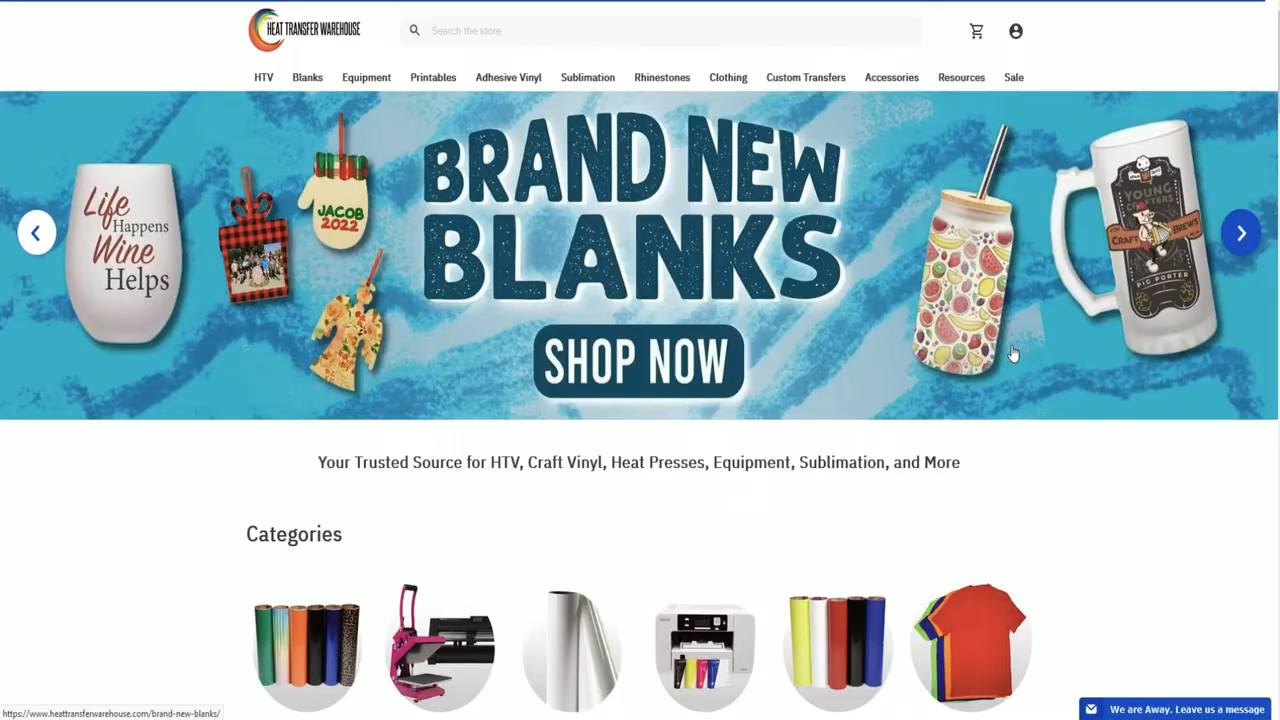 HEAT TRANSFER WAREHOUSE
Search the store
HTV Blanks Equipment Printables Adhesive Vinyl Sublimation Rhinestones Clothing Custom Transfers Accessories Resources Sale
BRAND NEW
BLANKS
SHOP NOW
Life
Happens
Wine
Helps
JACOB
2022
YOUNG
CRAFTERS
CRAFT BREWS
PIG PORTER
Your Trusted Source for HTV, Craft Vinyl, Heat Presses, Equipment, Sublimation, and More
Categories
We are Away. Leave us a message
https://www.heattransferwarehouse.com/brand-new-blanks/